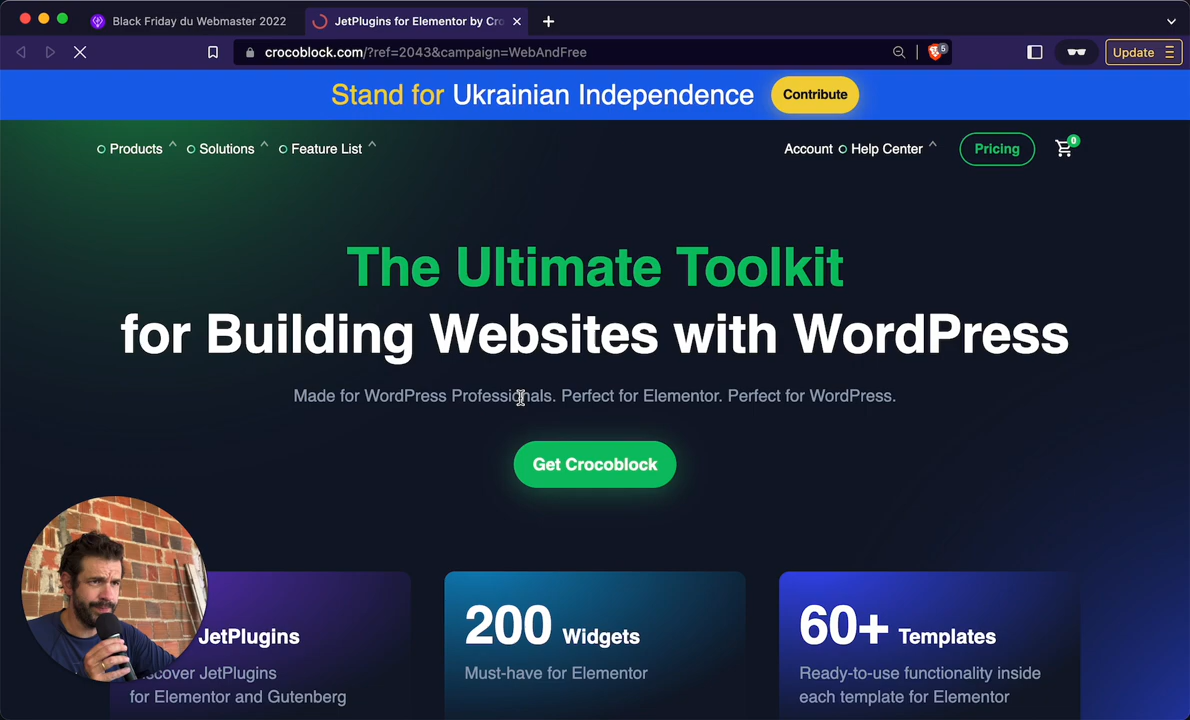 Black Friday du Webmaster 2022
JetPlugins for Elementor by Cro
crocoblock.com/?ref=2043&campaign=WebAndFree
5
Update
Stand for Ukrainian Independence
Contribute
Products
Solutions
Feature List
Account
Help Center
Pricing
0
The Ultimate Toolkit
for Building Websites with WordPress
Made for WordPress Professionals. Perfect for Elementor. Perfect for WordPress.
Get Crocoblock
JetPlugins
JetPlugins
for Elementor and Gutenberg
200 Widgets
Must-have for Elementor
60+ Templates
Ready-to-use functionality inside
each template for Elementor